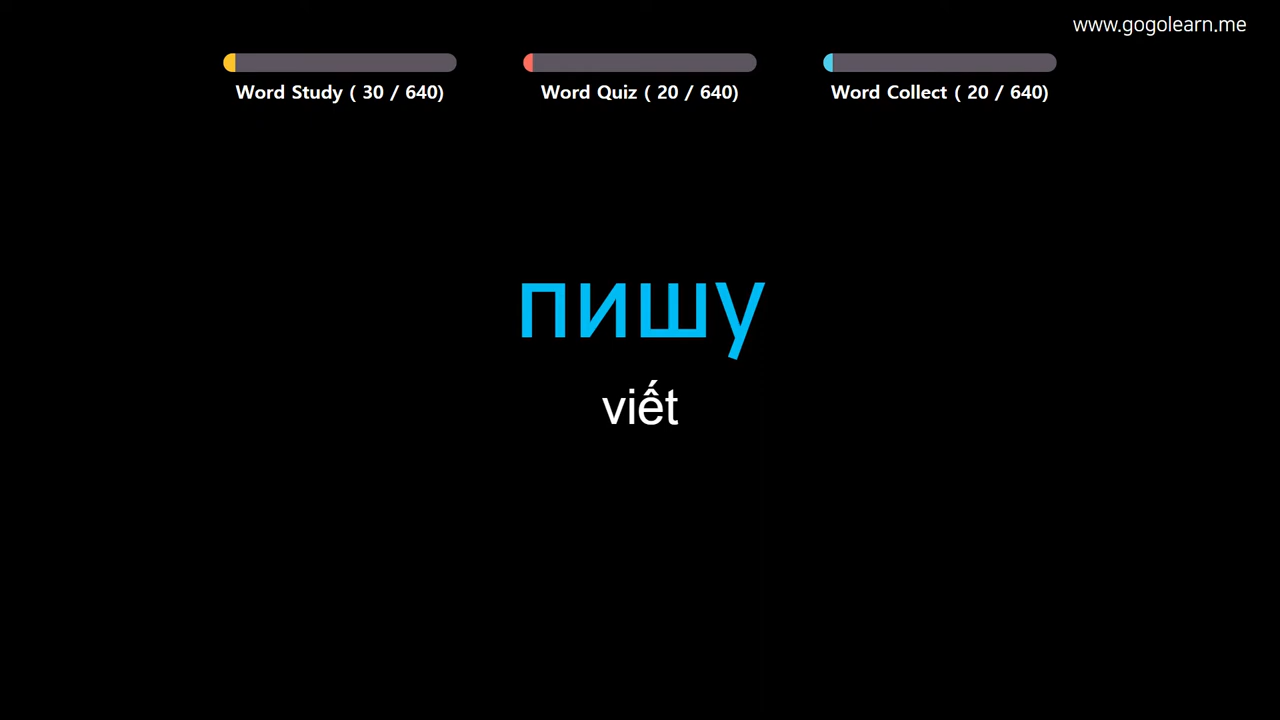 www.gogolearn.me
Word Study ( 30 / 640)
Word Quiz ( 20 / 640)
Word Collect ( 20 / 640)
пишу
viết